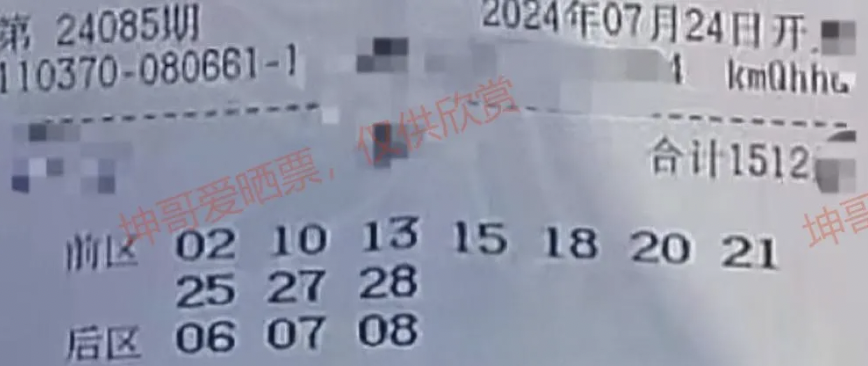 第 24085期 2024年07月24日开
110370-080661-1 kmQhhG
合计1512
前区 02 10 13 15 18 20 21
25 27 28
后区 06 07 08
坤哥爱晒票，仅供欣赏
坤哥